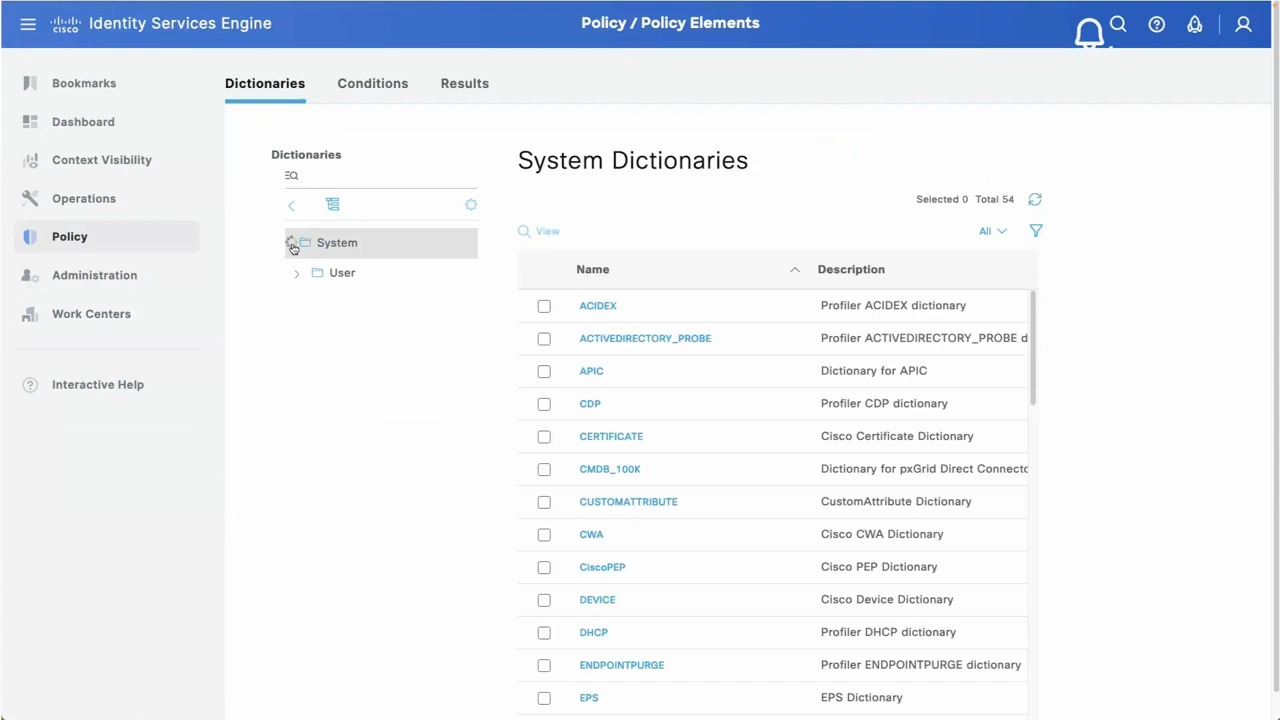 CISCO Identity Services Engine
Policy / Policy Elements
Bookmarks
Dashboard
Context Visibility
Operations
Policy
Administration
Work Centers
Interactive Help
Dictionaries Conditions Results
Dictionaries
System
User
System Dictionaries
Selected 0 Total 54
View
All
Name Description
ACIDEX Profiler ACIDEX dictionary
ACTIVEDIRECTORY_PROBE Profiler ACTIVEDIRECTORY_PROBE d
APIC Dictionary for APIC
CDP Profiler CDP dictionary
CERTIFICATE Cisco Certificate Dictionary
CMDB_100K Dictionary for pxGrid Direct Connecto
CUSTOMATTRIBUTE CustomAttribute Dictionary
CWA Cisco CWA Dictionary
CiscoPEP Cisco PEP Dictionary
DEVICE Cisco Device Dictionary
DHCP Profiler DHCP dictionary
ENDPOINTPURGE Profiler ENDPOINTPURGE dictionary
EPS EPS Dictionary